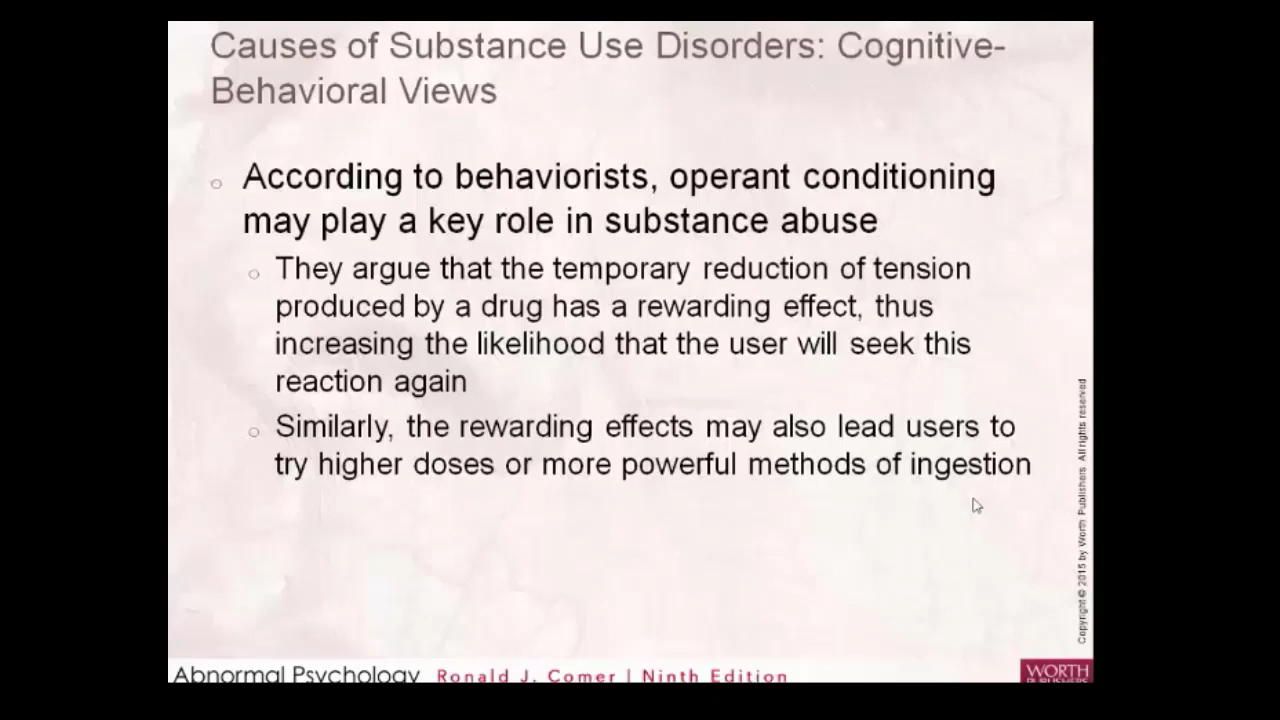 Causes of Substance Use Disorders: Cognitive-
Behavioral Views
According to behaviorists, operant conditioning
may play a key role in substance abuse
They argue that the temporary reduction of tension
produced by a drug has a rewarding effect, thus
increasing the likelihood that the user will seek this
reaction again
Similarly, the rewarding effects may also lead users to
try higher doses or more powerful methods of ingestion
Copyright © 2015 by Worth Publishers. All rights reserved
Abnormal Psychology Ronald J. Comer | Ninth Edition
WORTH
PUBLISHERS